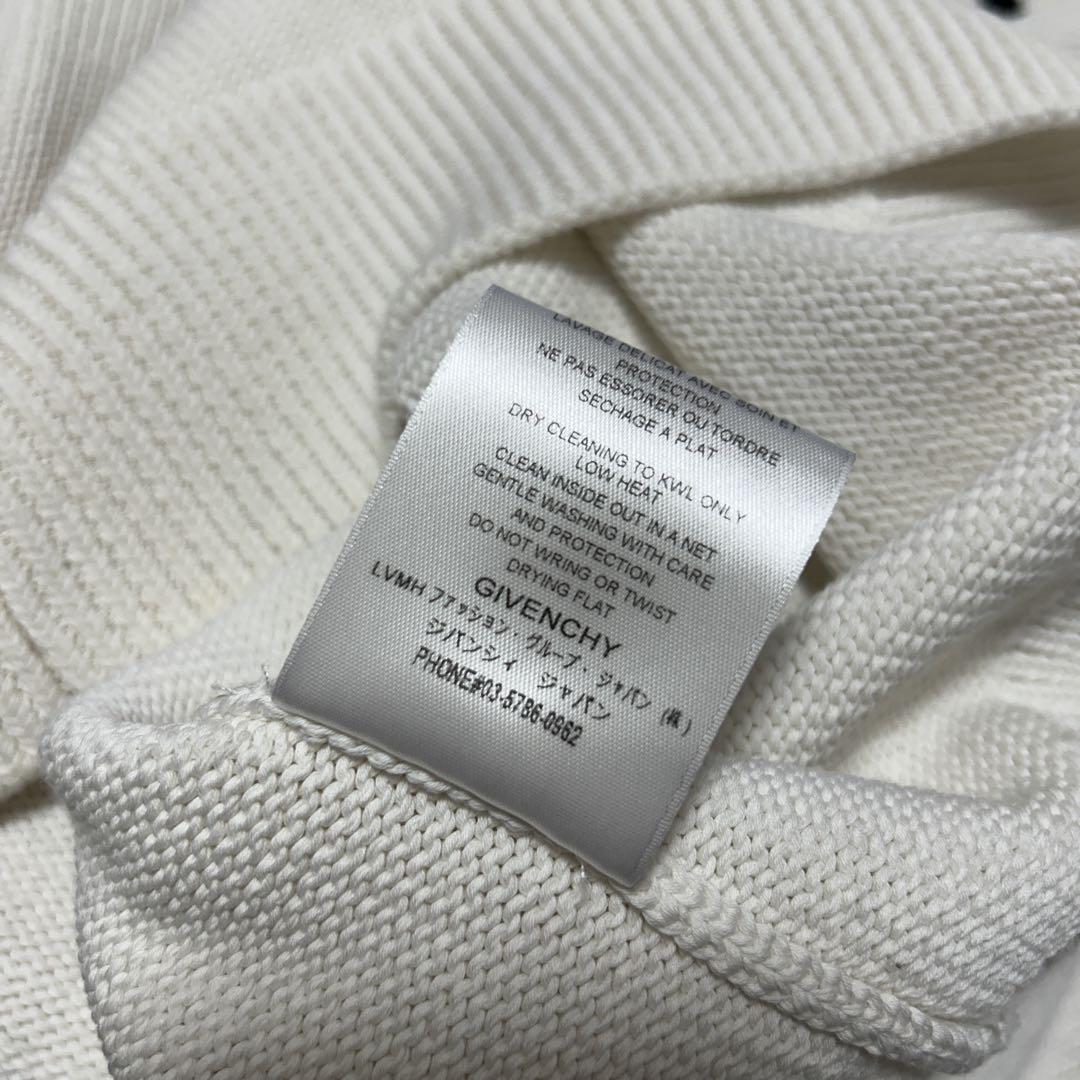 LAVAGE DELICAT AVEC SOIN ET
PROTECTION
NE PAS ESSORER OU TORDRE
SECHAGE A PLAT
DRY CLEANING TO KWL ONLY
LOW HEAT
CLEAN INSIDE OUT IN A NET
GENTLE WASHING WITH CARE
AND PROTECTION
DO NOT WRING OR TWIST
DRYING FLAT
GIVENCHY
LVMH ファッション・グループ・ジャパン (株)
ジバンシィ ジャパン
PHONE#03-5786-0962